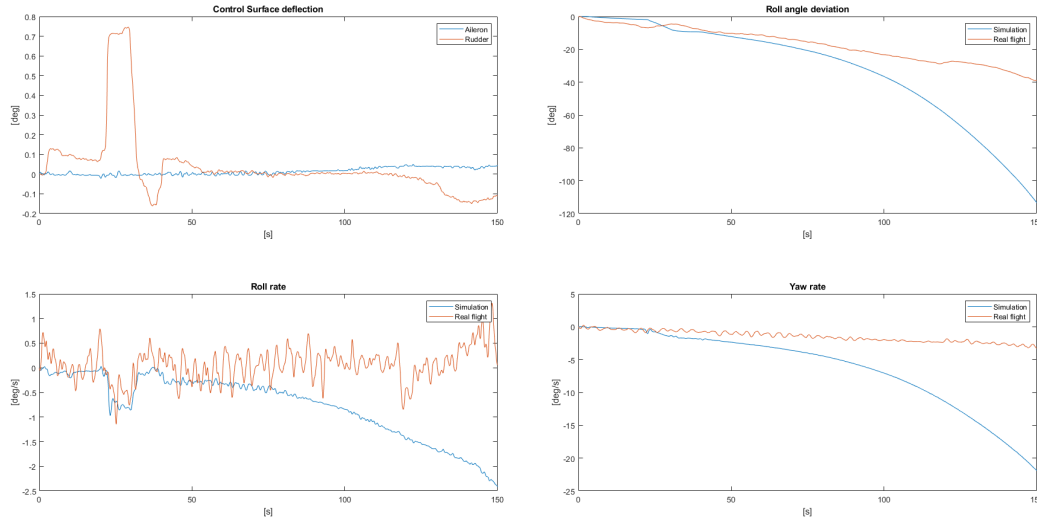 Control Surface deflection
0.8
0.7
0.6
0.5
0.4
0.3
0.2
0.1
0
-0.1
-0.2
[deg]
Aileron
Rudder
0 50 100 150
[s]
Roll angle deviation
0
-20
-40
-60
-80
-100
-120
[deg]
Simulation
Real flight
0 50 100 150
[s]
Roll rate
1.5
1
0.5
0
-0.5
-1
-1.5
-2
-2.5
[deg/s]
Simulation
Real flight
0 50 100 150
[s]
Yaw rate
5
0
-5
-10
-15
-20
-25
[deg/s]
Simulation
Real flight
0 50 100 150
[s]